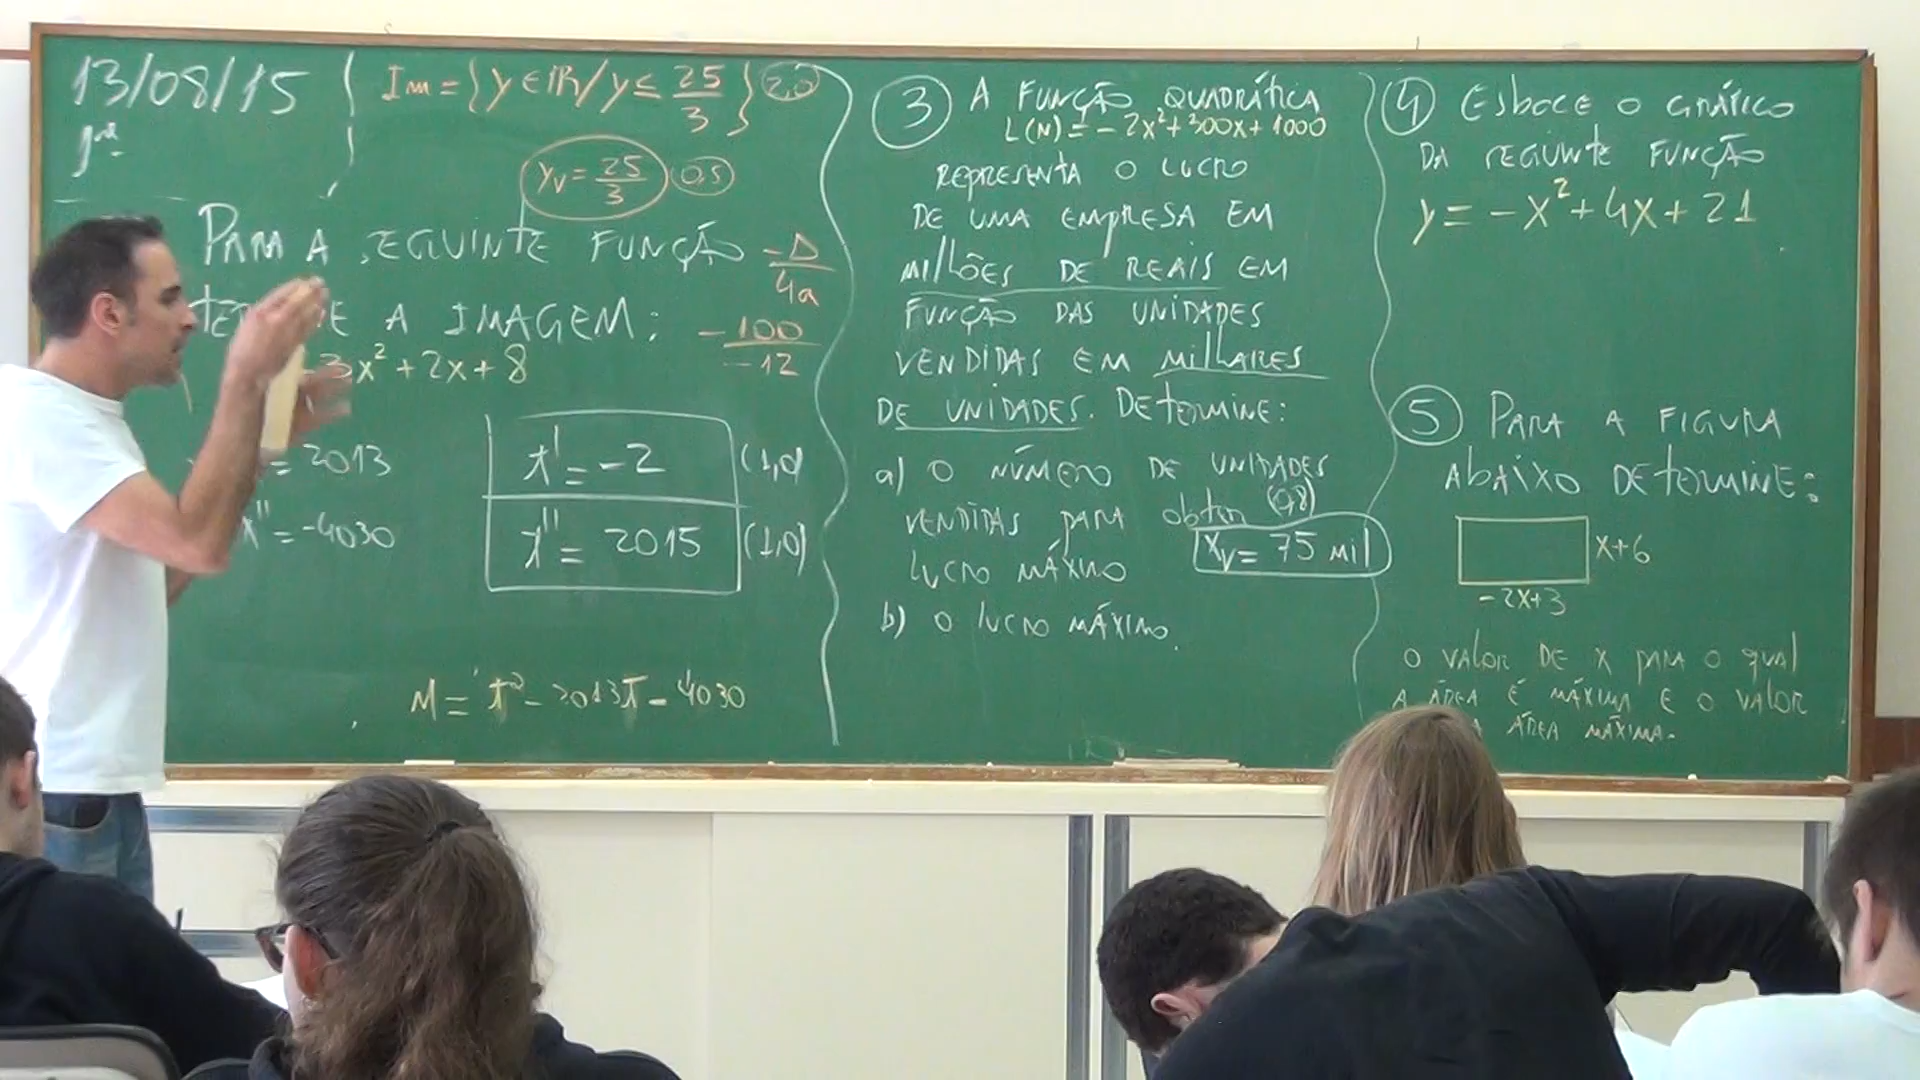 13/08/15
Im = {y ∈ IR / y ≤ 25/3} 2,0
yv = 25/3 0,5
PARA A SEGUINTE FUNÇÃO
A IMAGEM:
-Δ/4a
-100/-12
-3x² + 2x + 8
= 2013
x'' = -4030
x' = -2 (1,0)
x'' = 2015 (1,0)
M = x² - 2013x - 4030
3 A FUNÇÃO QUADRÁTICA
L(N) = -2x² + 300x + 1000
REPRESENTA O LUCRO
DE UMA EMPRESA EM
MILHÕES DE REAIS EM
FUNÇÃO DAS UNIDADES
VENDIDAS EM MILHARES
DE UNIDADES. DETERMINE:
a) O NÚMERO DE UNIDADES
VENDIDAS PARA obter (0,8)
LUCRO MÁXIMO
xv = 75 MIL
b) O LUCRO MÁXIMO.
4 ESBOCE O GRÁFICO
DA SEGUINTE FUNÇÃO
y = -x² + 4x + 21
5 PARA A FIGURA
ABAIXO DETERMINE:
x+6
-2x+3
O VALOR DE X PARA O QUAL
A ÁREA É MÁXIMA E O VALOR
ÁREA MÁXIMA.